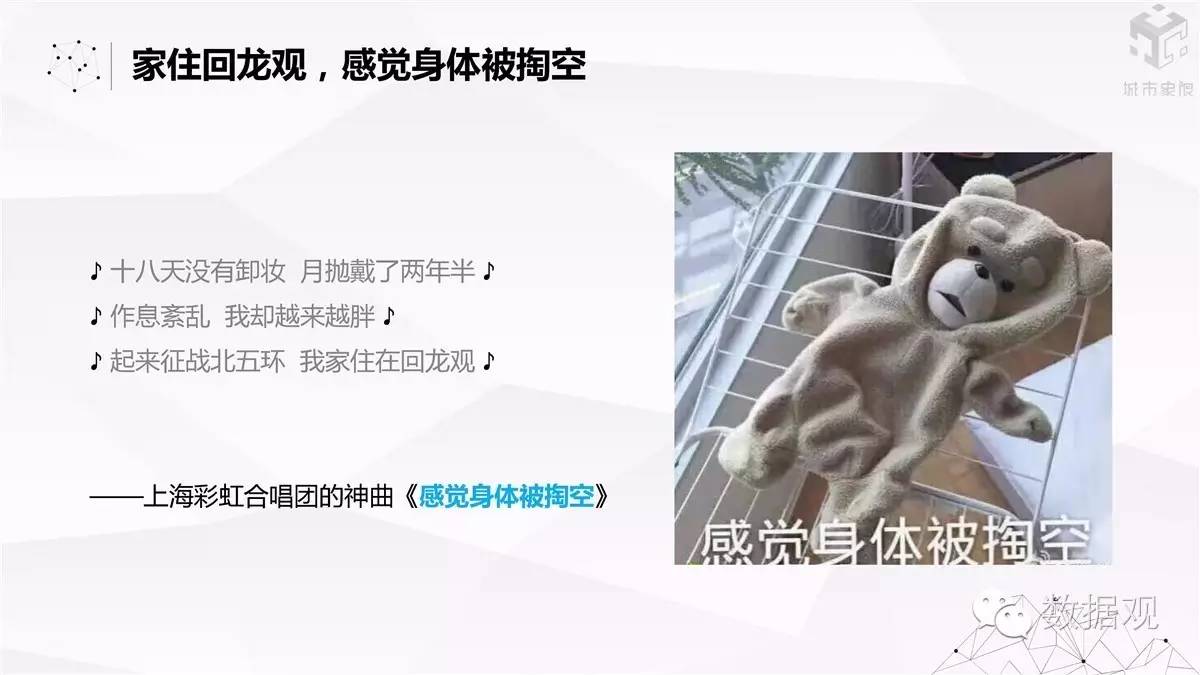 家住回龙观，感觉身体被掏空
城市象限
♪ 十八天没有卸妆 月抛戴了两年半 ♪
♪ 作息紊乱 我却越来越胖 ♪
♪ 起来征战北五环 我家住在回龙观 ♪
——上海彩虹合唱团的神曲《感觉身体被掏空》
感觉身体被掏空
数据观